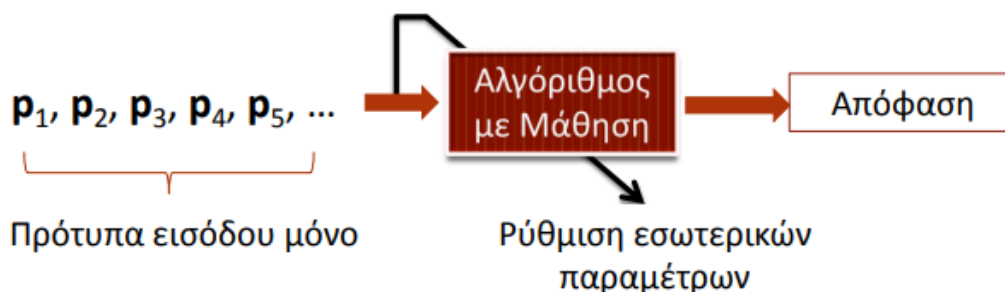 p₁, p₂, p₃, p₄, p₅, ...
Αλγόριθμος
με Μάθηση
Απόφαση
Πρότυπα εισόδου μόνο
Ρύθμιση εσωτερικών
παραμέτρων